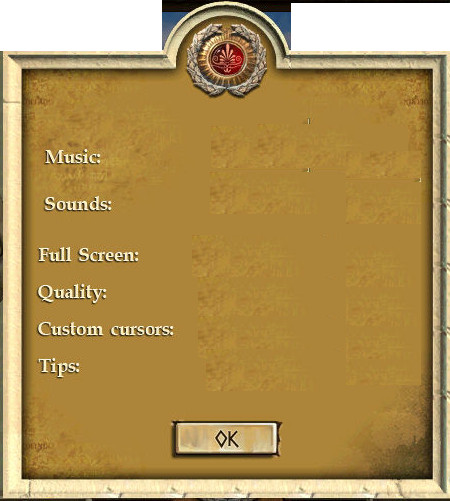 Music:
Sounds:
Full Screen:
Quality:
Custom cursors:
Tips:
OK